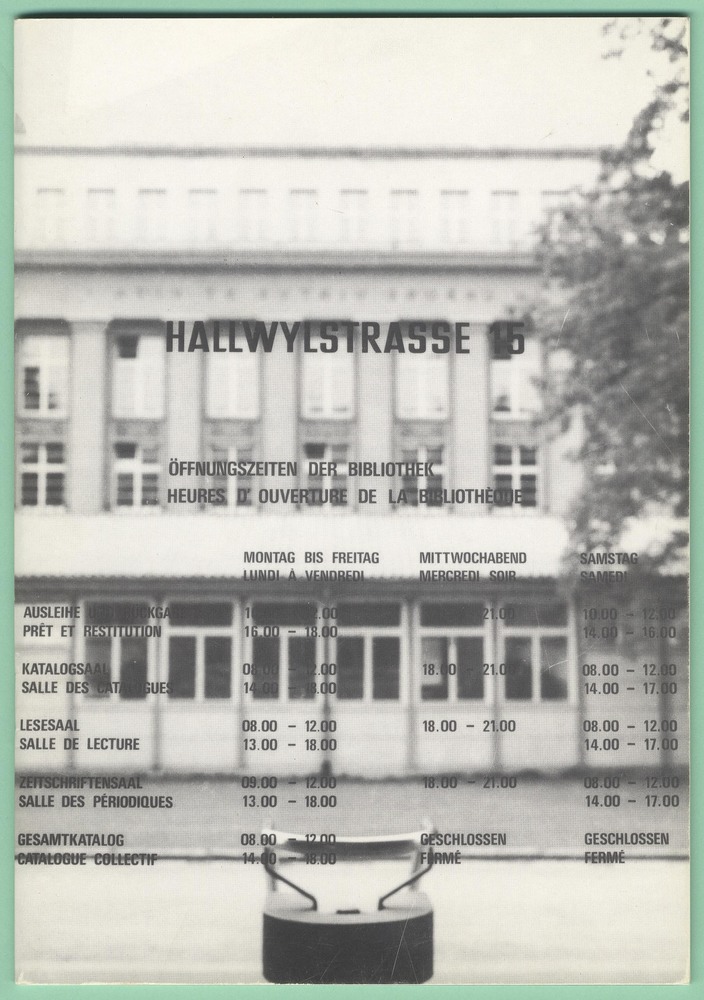 HALLWYLSTRASSE 15
ÖFFNUNGSZEITEN DER BIBLIOTHEK
HEURES D' OUVERTURE DE LA BIBLIOTHÈQUE
MONTAG BIS FREITAG MITTWOCHABEND SAMSTAG
LUNDI À VENDREDI MERCREDI SOIR SAMEDI
AUSLEIHE 21.00 10.00 – 12.00
PRÊT ET RESTITUTION 16.00 – 18.00 14.00 – 16.00
KATALOGSAAL 08.00 – 12.00 18.00 – 21.00 08.00 – 12.00
SALLE DES CATALOGUES 14.00 – 18.00 14.00 – 17.00
LESESAAL 08.00 – 12.00 18.00 – 21.00 08.00 – 12.00
SALLE DE LECTURE 13.00 – 18.00 14.00 – 17.00
ZEITSCHRIFTENSAAL 09.00 – 12.00 18.00 – 21.00 08.00 – 12.00
SALLE DES PÉRIODIQUES 13.00 – 18.00 14.00 – 17.00
GESAMTKATALOG 08.00 – 12.00 GESCHLOSSEN GESCHLOSSEN
CATALOGUE COLLECTIF 14.00 – 18.00 FERMÉ FERMÉ